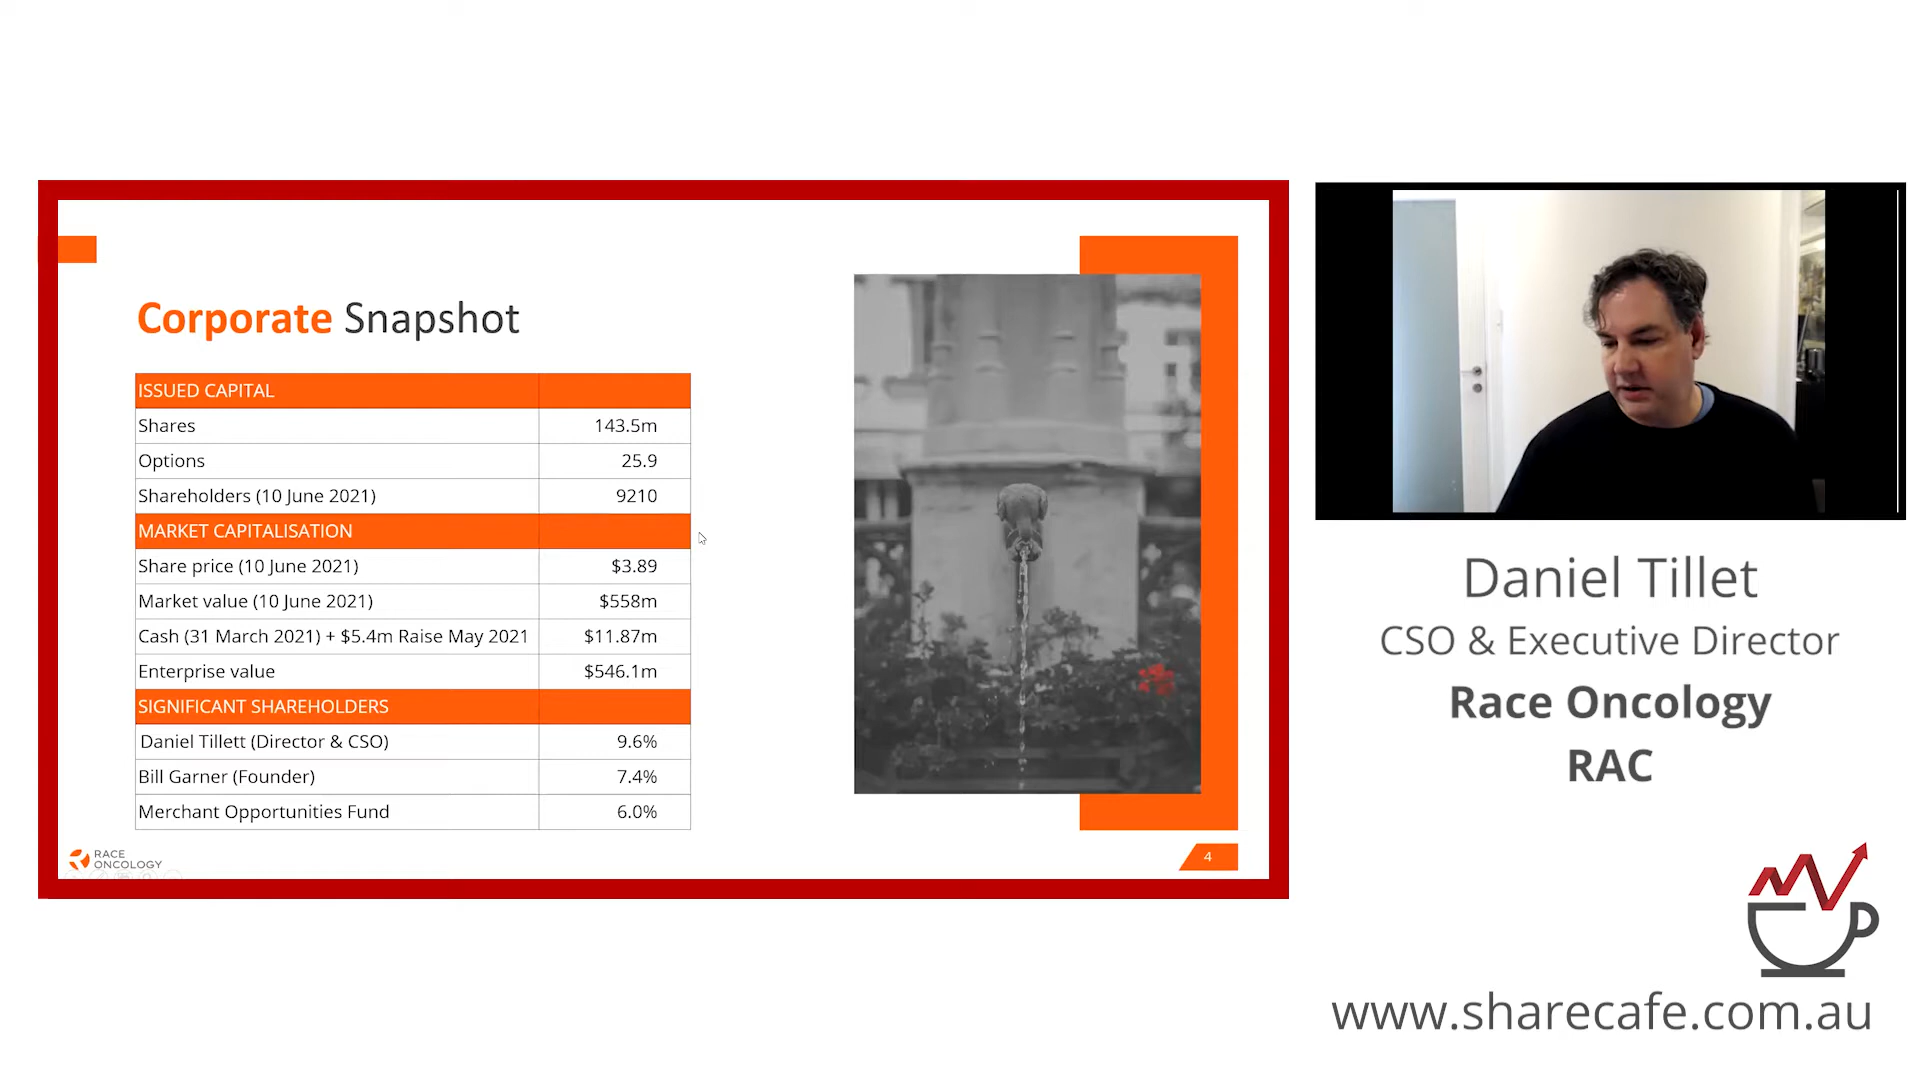 Corporate Snapshot
ISSUED CAPITAL
Shares 143.5m
Options 25.9
Shareholders (10 June 2021) 9210
MARKET CAPITALISATION
Share price (10 June 2021) $3.89
Market value (10 June 2021) $558m
Cash (31 March 2021) + $5.4m Raise May 2021 $11.87m
Enterprise value $546.1m
SIGNIFICANT SHAREHOLDERS
Daniel Tillett (Director & CSO) 9.6%
Bill Garner (Founder) 7.4%
Merchant Opportunities Fund 6.0%
RACE
ONCOLOGY
4
Daniel Tillet
CSO & Executive Director
Race Oncology
RAC
www.sharecafe.com.au